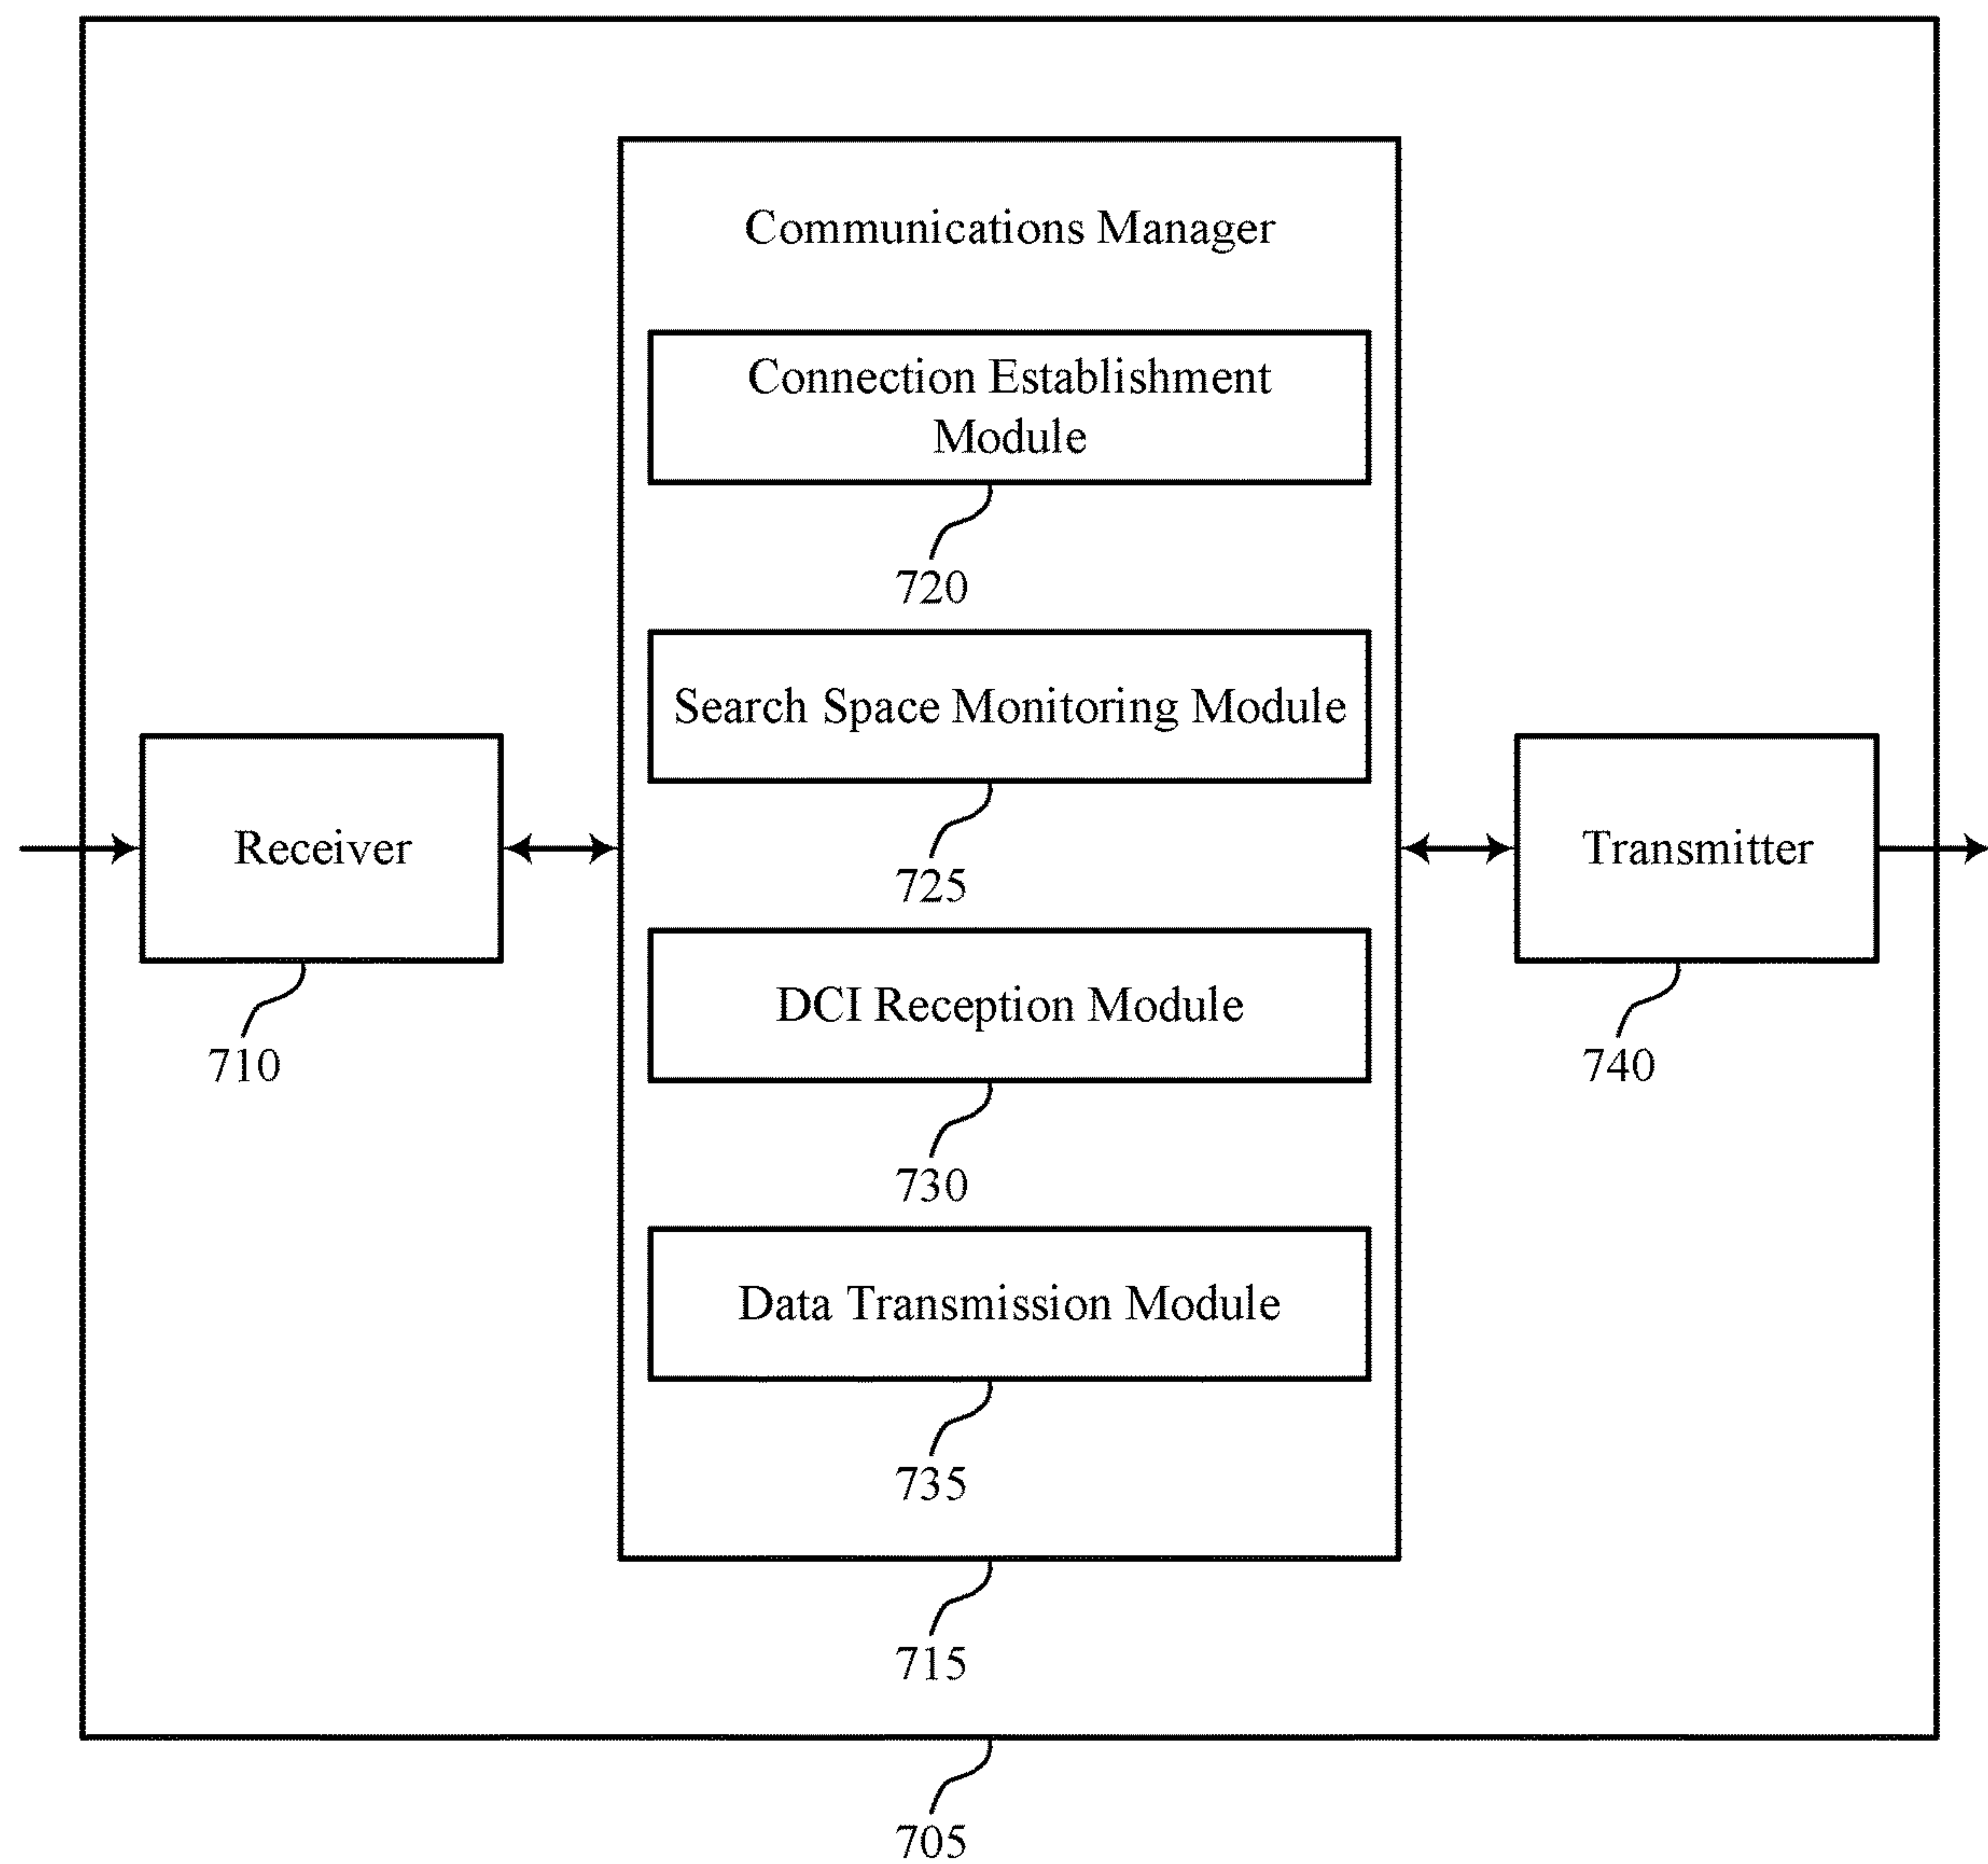 Communications Manager
Connection Establishment
Module
720
Search Space Monitoring Module
725
Receiver
710
Transmitter
740
DCI Reception Module
730
Data Transmission Module
735
715
705